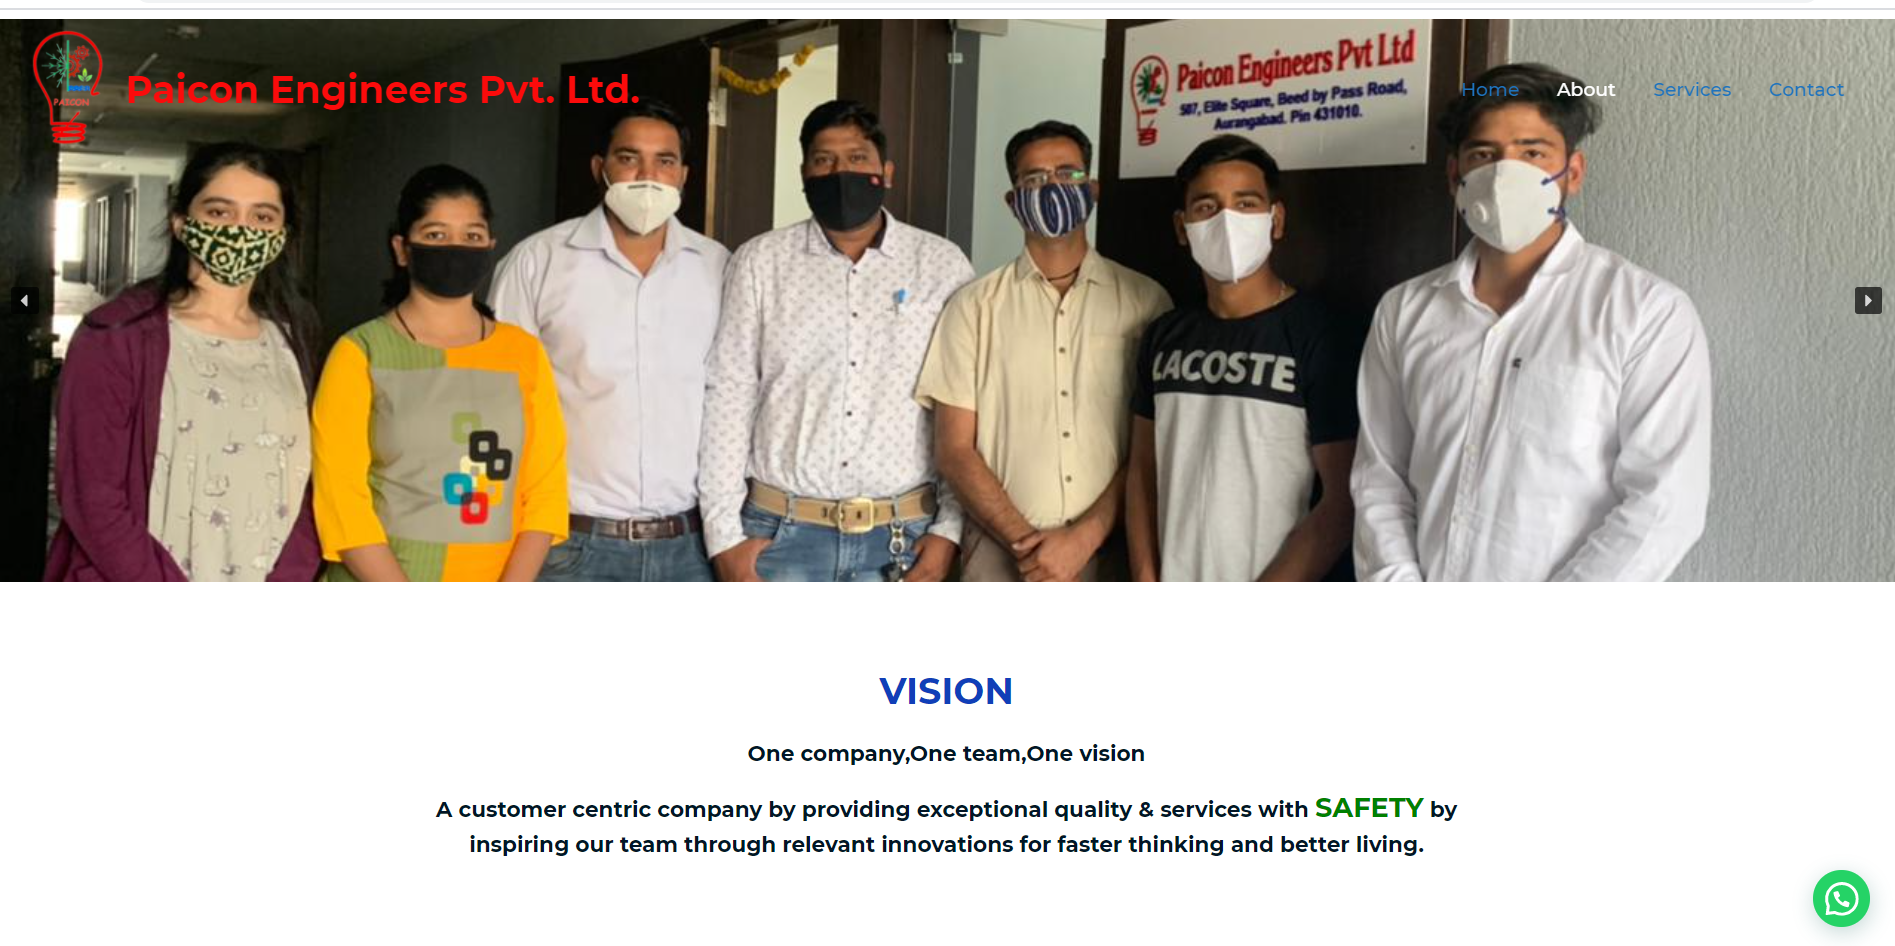 PAICON
Paicon Engineers Pvt. Ltd.
Home
About
Services
Contact
Paicon Engineers Pvt Ltd
507, Elite Square, Beed by Pass Road,
Aurangabad. Pin 431010.
LACOSTE
VISION
One company,One team,One vision
A customer centric company by providing exceptional quality & services with SAFETY by
inspiring our team through relevant innovations for faster thinking and better living.